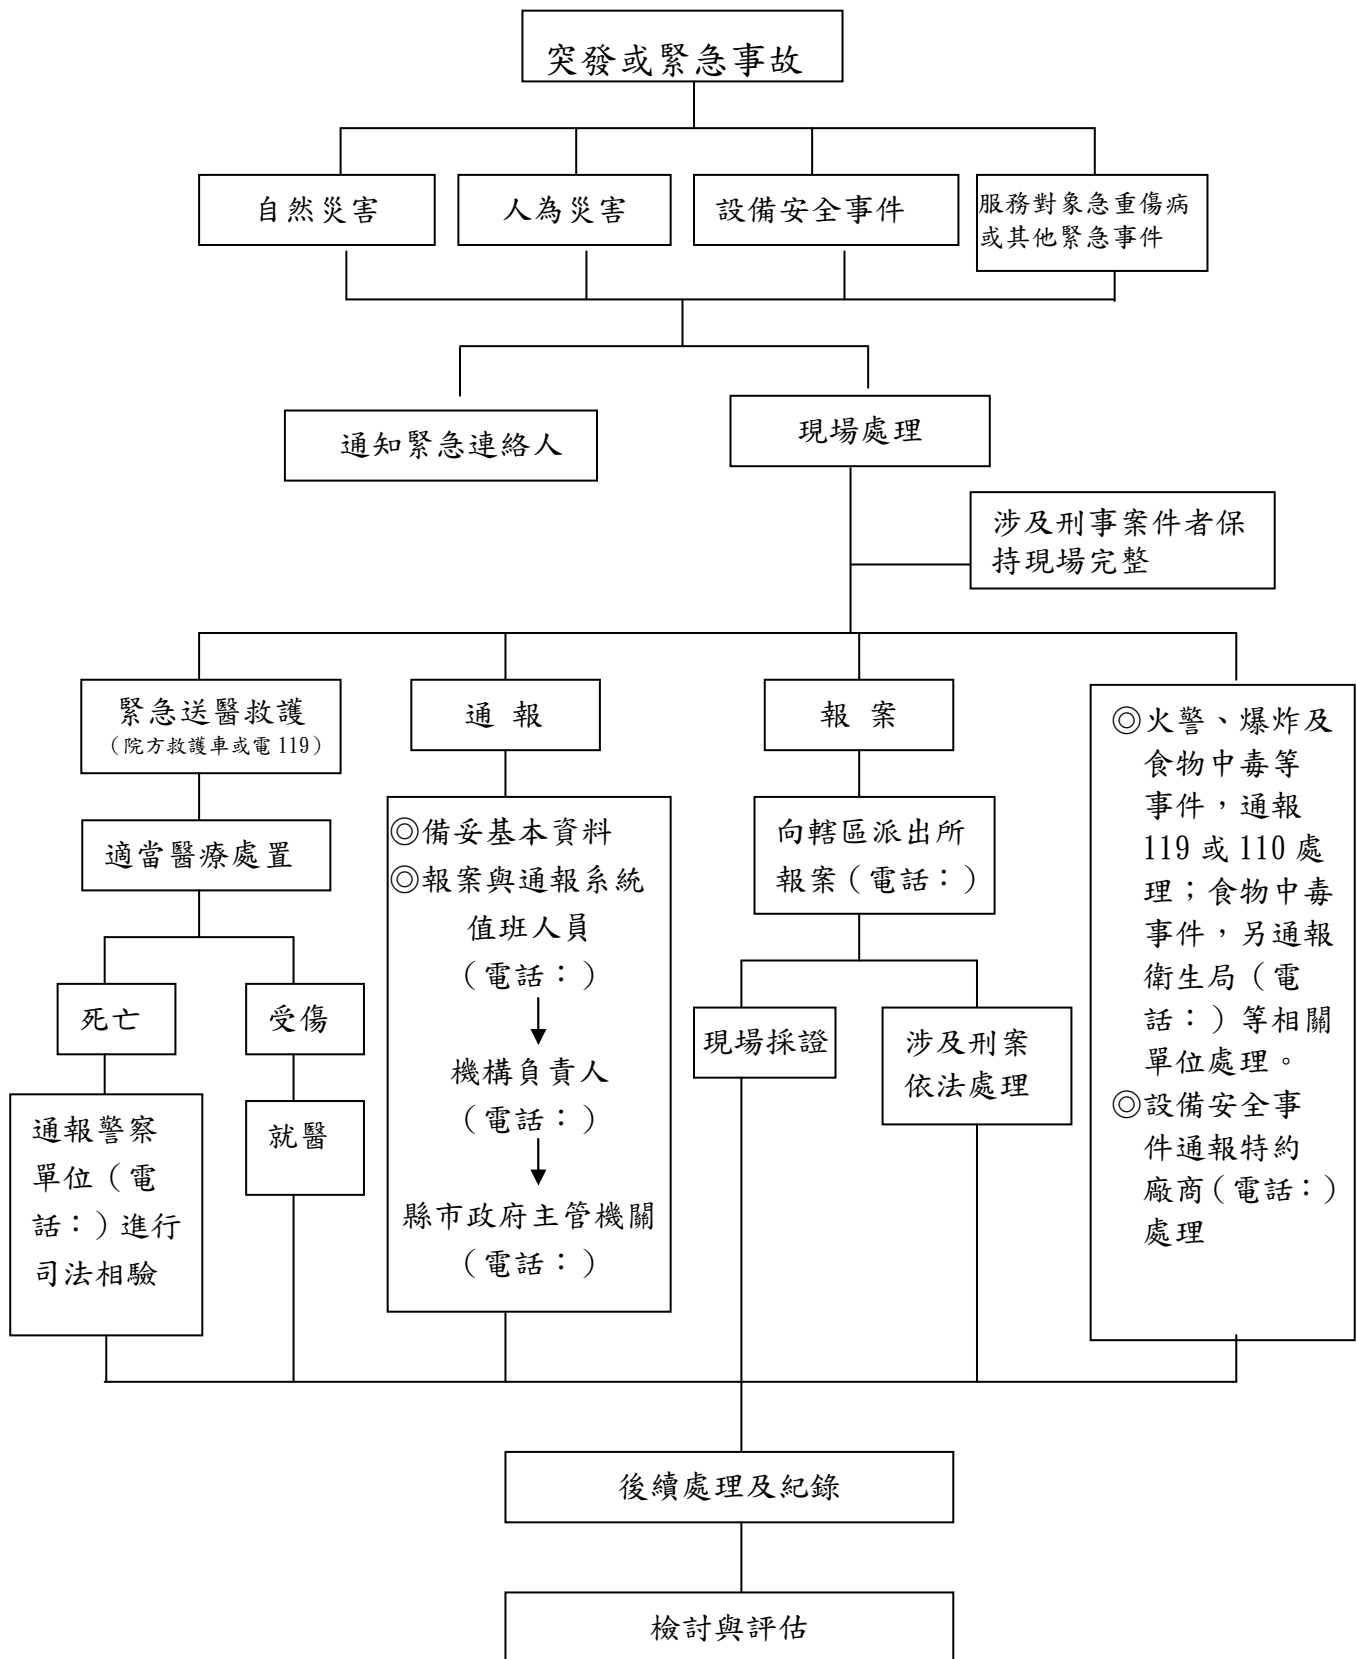 突發或緊急事故
自然災害
人為災害
設備安全事件
服務對象急重傷病
或其他緊急事件
通知緊急連絡人
現場處理
涉及刑事案件者保
持現場完整
緊急送醫救護
（院方救護車或電 119）
通 報
報 案
◎火警、爆炸及
食物中毒等
事件，通報
119 或 110 處
理；食物中毒
事件，另通報
衛生局（電
話：）等相關
單位處理。
◎設備安全事
件通報特約
廠商（電話：）
處理
適當醫療處置
◎備妥基本資料
◎報案與通報系統
值班人員
（電話：）
機構負責人
（電話：）
縣市政府主管機關
（電話：）
向轄區派出所
報案（電話：）
死亡
受傷
現場採證
涉及刑案
依法處理
通報警察
單位（電
話：）進行
司法相驗
就醫
後續處理及紀錄
檢討與評估